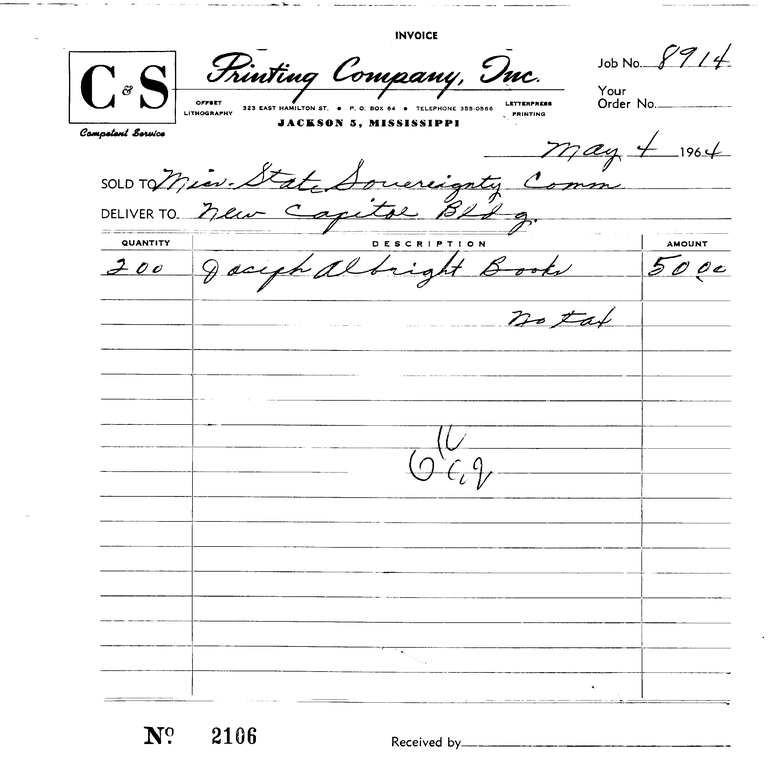 INVOICE
C & S
Competent Service
Printing Company, Inc.
OFFSET LITHOGRAPHY
323 EAST HAMILTON ST. • P. O. BOX 64 • TELEPHONE 355-0566
LETTERPRESS PRINTING
JACKSON 5, MISSISSIPPI
Job No. 8914
Your
Order No.
May 4 1964
SOLD TO Miss. State Sovereignty Comm
DELIVER TO. New Capitol Bldg.
QUANTITY DESCRIPTION AMOUNT
200 Joseph Albright Books 50.00
No tax
No. 2106
Received by